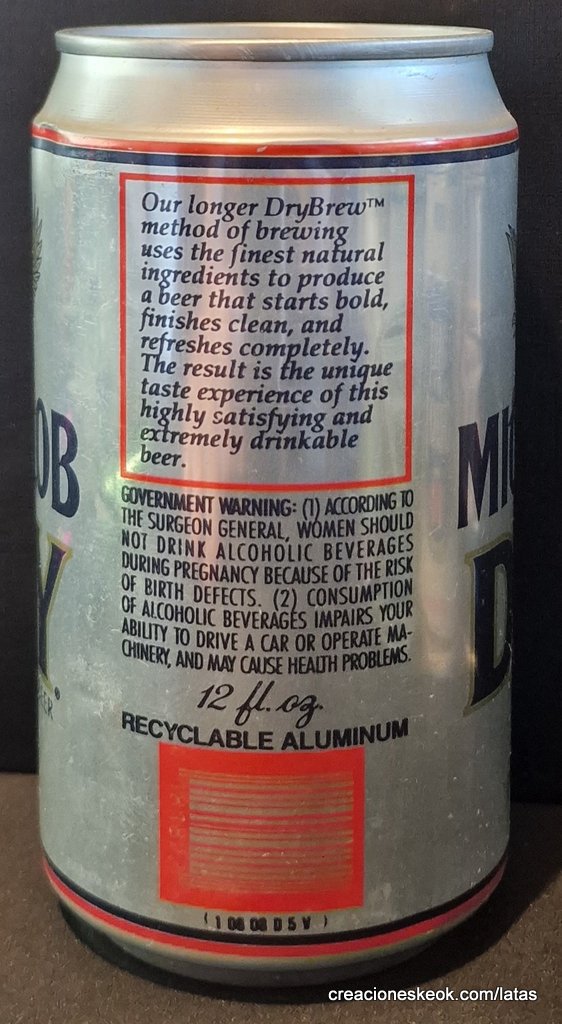 Our longer DryBrew™
method of brewing
uses the finest natural
ingredients to produce
a beer that starts bold,
finishes clean, and
refreshes completely.
The result is the unique
taste experience of this
highly satisfying and
extremely drinkable
beer.
OB
MI
Y.
D
GOVERNMENT WARNING: (1) ACCORDING TO
THE SURGEON GENERAL, WOMEN SHOULD
NOT DRINK ALCOHOLIC BEVERAGES
DURING PREGNANCY BECAUSE OF THE RISK
OF BIRTH DEFECTS. (2) CONSUMPTION
OF ALCOHOLIC BEVERAGES IMPAIRS YOUR
ABILITY TO DRIVE A CAR OR OPERATE MA-
CHINERY, AND MAY CAUSE HEALTH PROBLEMS.
12 fl. oz.
RECYCLABLE ALUMINUM
creacioneskeok.com/latas